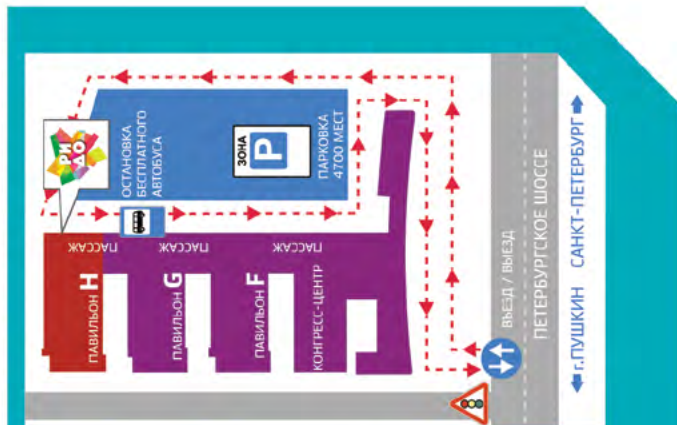 РИ
ДО
ОСТАНОВКА
БЕСПЛАТНОГО
АВТОБУСА
ЗОНА
P
ПАРКОВКА
4700 МЕСТ
ПАССАЖ
ПАССАЖ
ПАССАЖ
ПАВИЛЬОН H
ПАВИЛЬОН G
ПАВИЛЬОН F
КОНГРЕСС-ЦЕНТР
ВЪЕЗД / ВЫЕЗД
ПЕТЕРБУРГСКОЕ ШОССЕ
г.ПУШКИН САНКТ-ПЕТЕРБУРГ